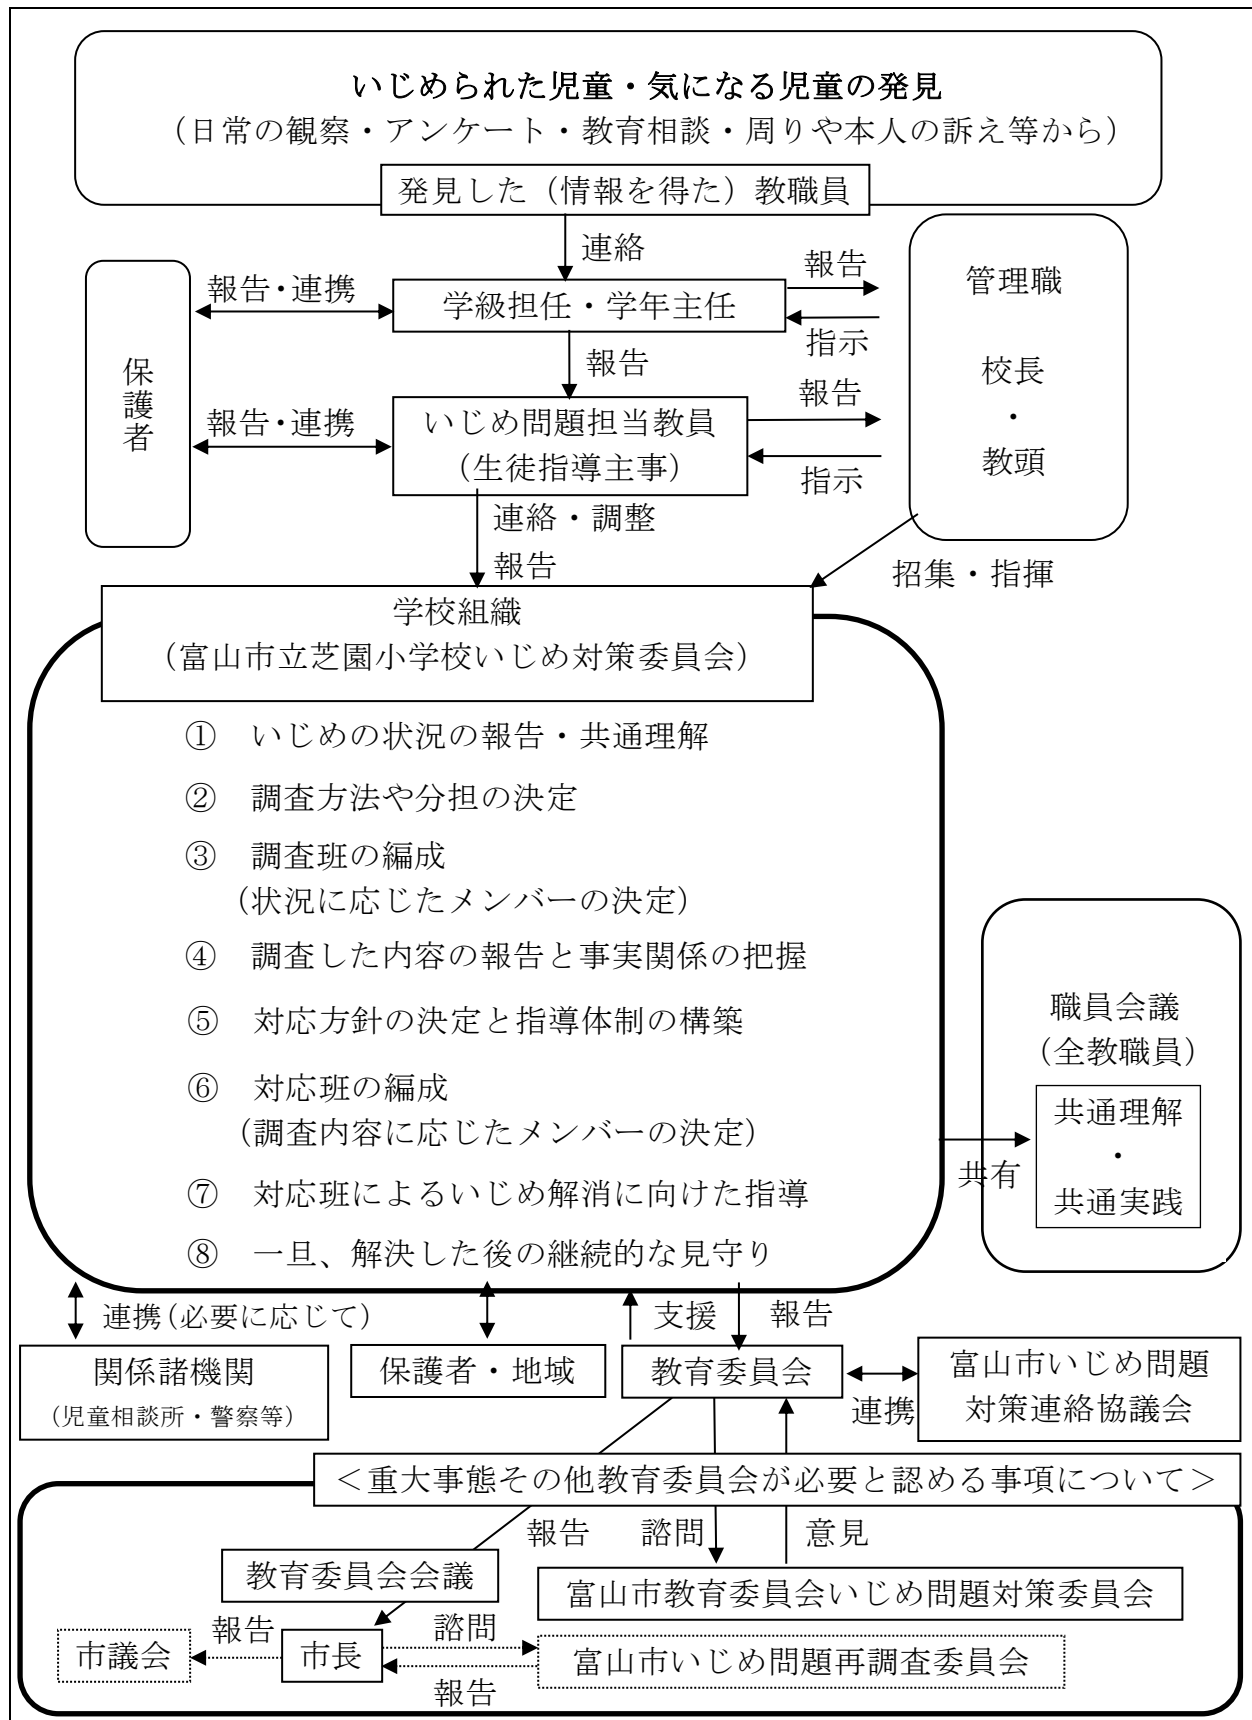 いじめられた児童・気になる児童の発見
（日常の観察・アンケート・教育相談・周りや本人の訴え等から）
発見した（情報を得た）教職員
連絡
報告・連携
学級担任・学年主任
報告
指示
管理職
校長
・
教頭
保護者
報告
報告・連携
いじめ問題担当教員
（生徒指導主事）
報告
指示
連絡・調整
報告
招集・指揮
学校組織
（富山市立芝園小学校いじめ対策委員会）
① いじめの状況の報告・共通理解
② 調査方法や分担の決定
③ 調査班の編成
（状況に応じたメンバーの決定）
④ 調査した内容の報告と事実関係の把握
⑤ 対応方針の決定と指導体制の構築
⑥ 対応班の編成
（調査内容に応じたメンバーの決定）
⑦ 対応班によるいじめ解消に向けた指導
⑧ 一旦、解決した後の継続的な見守り
共有
職員会議
（全教職員）
共通理解
・
共通実践
連携（必要に応じて）
支援
報告
関係諸機関
（児童相談所・警察等）
保護者・地域
教育委員会
連携
富山市いじめ問題
対策連絡協議会
＜重大事態その他教育委員会が必要と認める事項について＞
報告
諮問
意見
教育委員会会議
富山市教育委員会いじめ問題対策委員会
市議会
報告
市長
諮問
報告
富山市いじめ問題再調査委員会